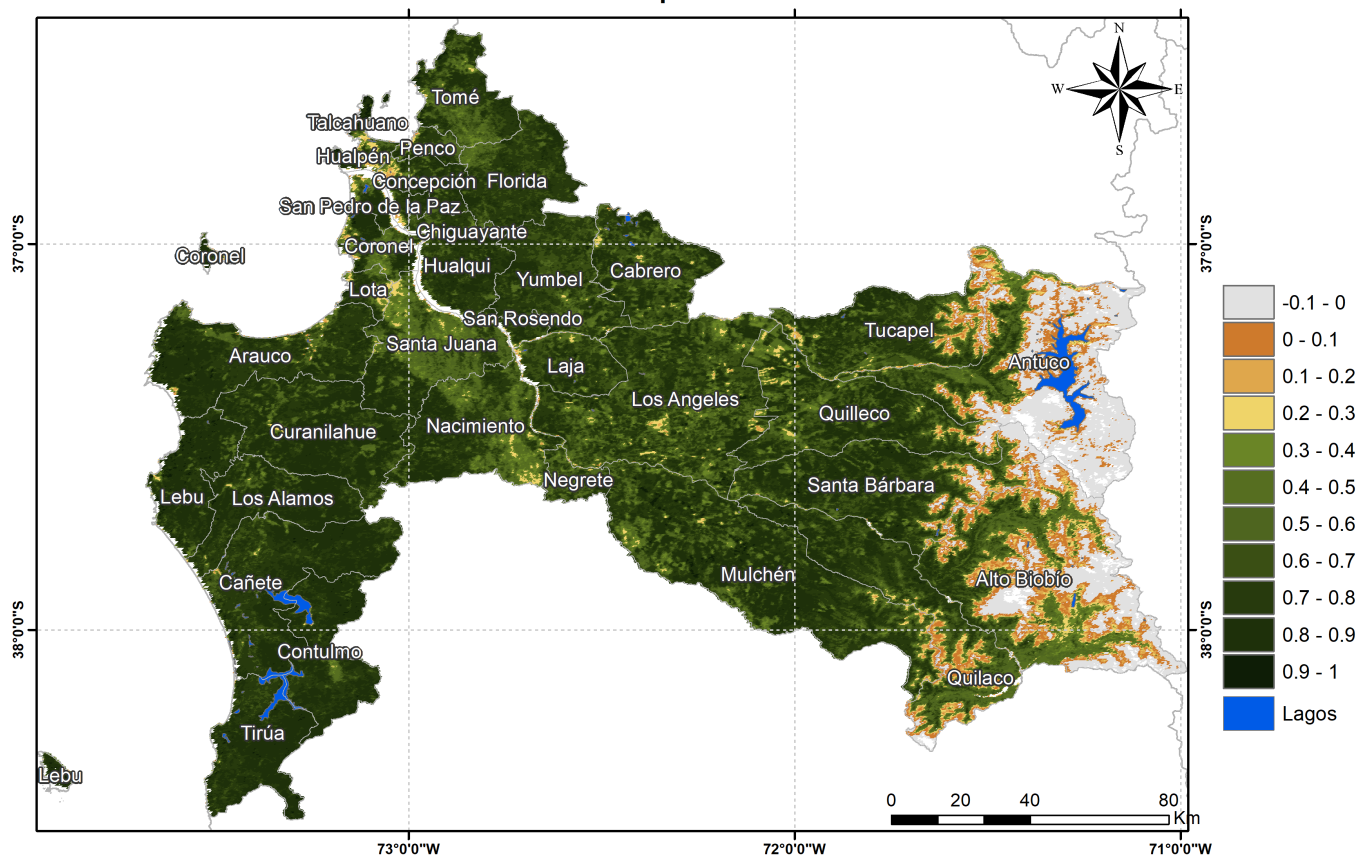 N
W
E
S
Tomé
Talcahuano
Penco
Hualpén
Concepción
Florida
San Pedro de la Paz
Chiguayante
Coronel
Coronel
Hualqui
Cabrero
Yumbel
Lota
San Rosendo
Tucapel
Santa Juana
Arauco
Antuco
Laja
Los Angeles
Quilleco
Nacimiento
Curanilahue
Negrete
Santa Bárbara
Lebu
Los Alamos
Mulchén
Alto Biobío
Cañete
Contulmo
Quilaco
Tirúa
Lebu
37°0'0"S
37°0'0"S
38°0'0"S
38°0'0"S
-0.1 - 0
0 - 0.1
0.1 - 0.2
0.2 - 0.3
0.3 - 0.4
0.4 - 0.5
0.5 - 0.6
0.6 - 0.7
0.7 - 0.8
0.8 - 0.9
0.9 - 1
Lagos
0 20 40 80
Km
73°0'0"W
72°0'0"W
71°0'0"W